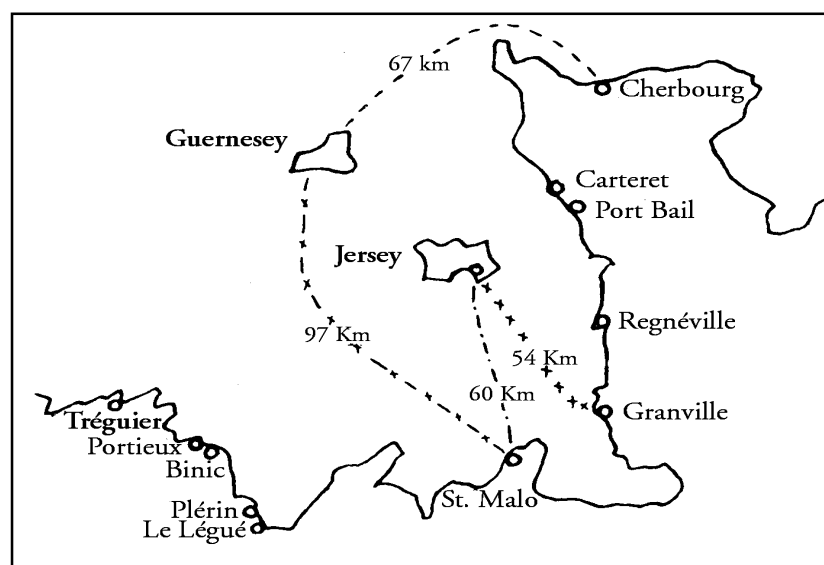 67 km
Cherbourg
Guernesey
Carteret
Port Bail
Jersey
Regnéville
97 Km
54 Km
60 Km
Granville
Tréguier
Portieux
Binic
St. Malo
Plérin
Le Légué